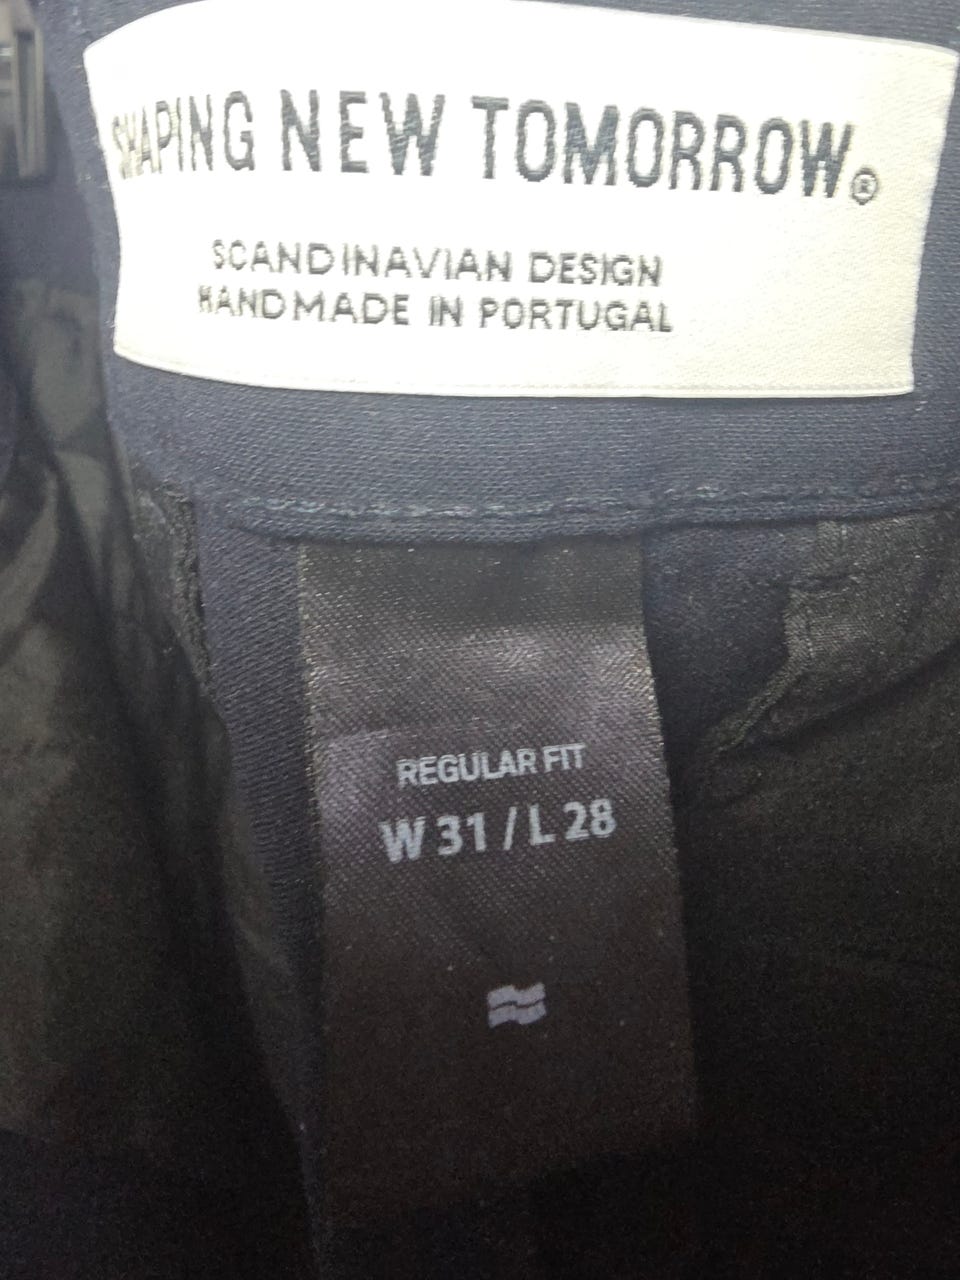 SHAPING NEW TOMORROW®
SCANDINAVIAN DESIGN
HANDMADE IN PORTUGAL
REGULAR FIT
W 31 / L 28